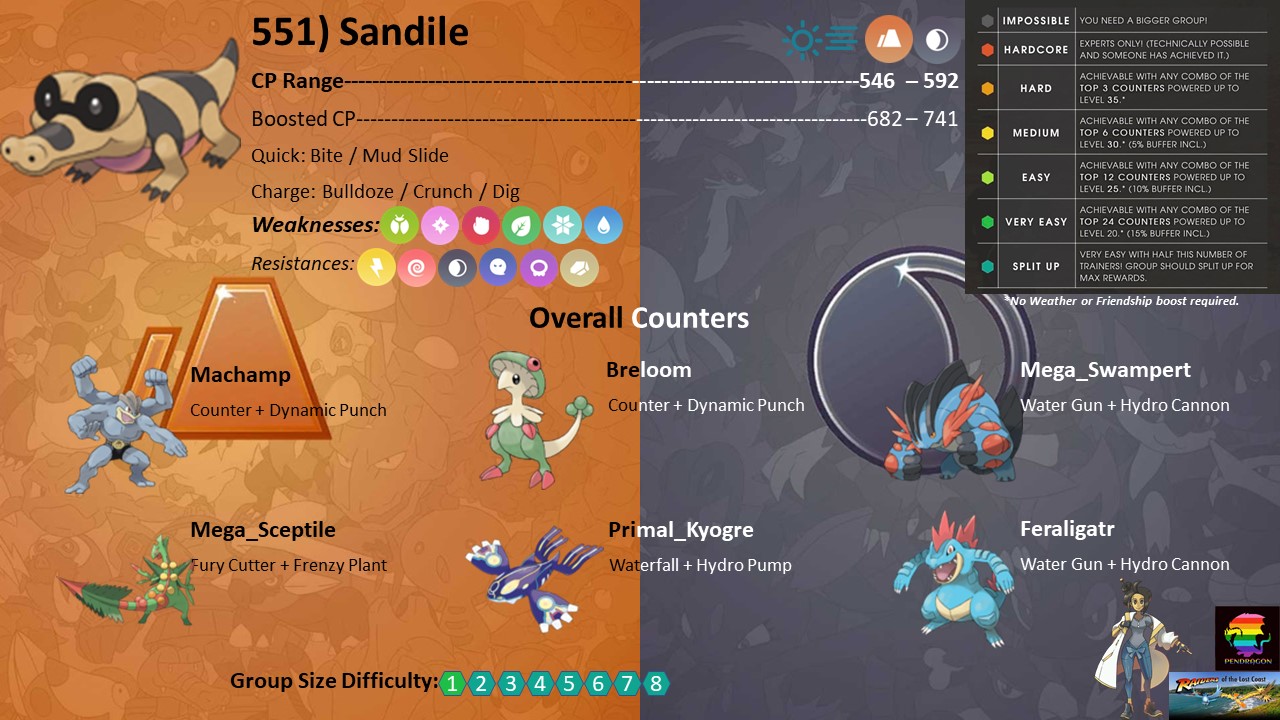 551) Sandile
CP Range--------------------------------------------------------------------------546 – 592
Boosted CP-------------------------------------------------------------------------682 – 741
Quick: Bite / Mud Slide
Charge: Bulldoze / Crunch / Dig
Weaknesses:
Resistances:
IMPOSSIBLE YOU NEED A BIGGER GROUP!
HARDCORE EXPERTS ONLY! (TECHNICALLY POSSIBLE
AND SOMEONE HAS ACHIEVED IT.)
HARD ACHIEVABLE WITH ANY COMBO OF THE
TOP 3 COUNTERS POWERED UP TO
LEVEL 35.*
MEDIUM ACHIEVABLE WITH ANY COMBO OF THE
TOP 6 COUNTERS POWERED UP TO
LEVEL 30.* (5% BUFFER INCL.)
EASY ACHIEVABLE WITH ANY COMBO OF THE
TOP 12 COUNTERS POWERED UP TO
LEVEL 25.* (10% BUFFER INCL.)
VERY EASY ACHIEVABLE WITH ANY COMBO OF THE
TOP 24 COUNTERS POWERED UP TO
LEVEL 20.* (15% BUFFER INCL.)
SPLIT UP VERY EASY WITH HALF THIS NUMBER OF
TRAINERS! GROUP SHOULD SPLIT UP FOR
MAX REWARDS.
*No Weather or Friendship boost required.
Overall Counters
Machamp
Counter + Dynamic Punch
Breloom
Counter + Dynamic Punch
Mega_Swampert
Water Gun + Hydro Cannon
Mega_Sceptile
Fury Cutter + Frenzy Plant
Primal_Kyogre
Waterfall + Hydro Pump
Feraligatr
Water Gun + Hydro Cannon
Group Size Difficulty: 1 2 3 4 5 6 7 8
PENDRAGON
RAIDERS of the Lost Coast